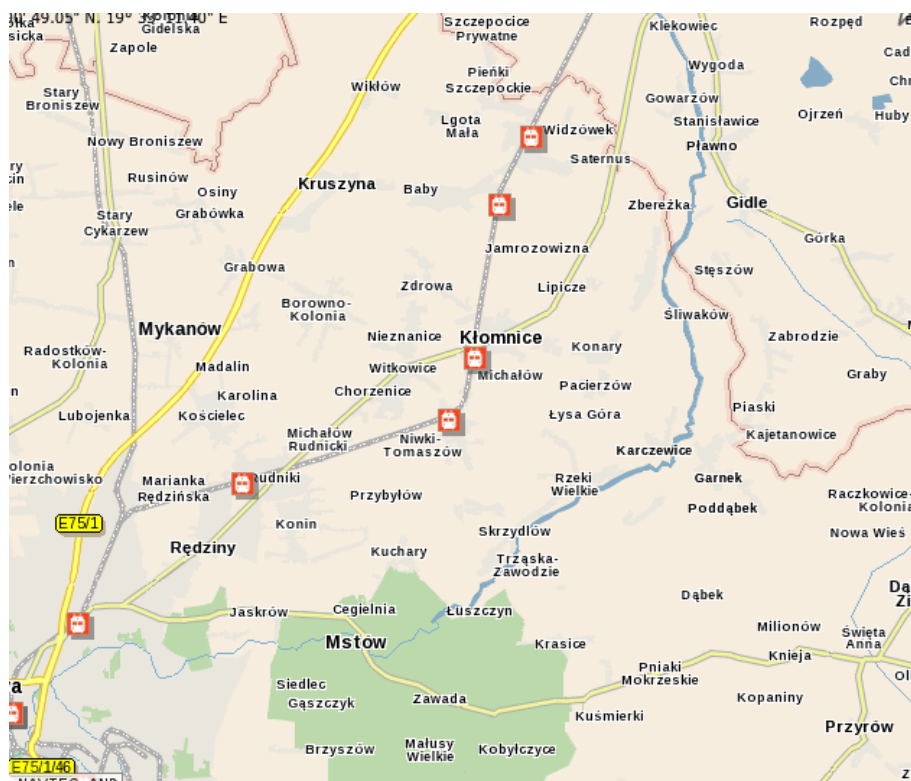 Gidelska
Zapole
Szczepocice
Prywatne
Klekowiec
Rozpęd
Wygoda
Pieńki
Szczepockie
Wikłów
Stary
Broniszew
Gowarzów
Stanisławice
Ojrzeń
Huby
Lgota
Mała
Widzówek
Nowy Broniszew
Pławno
Saternus
Rusinów
Osiny
Kruszyna
Baby
Gidle
Zbereżka
Grabówka
Stary
Cykarzew
Górka
Jamrozowizna
Grabowa
Stęszów
Zdrowa
Lipicze
Borowno-
Kolonia
Śliwaków
Mykanów
Nieznanice
Kłomnice
Zabrodzie
Konary
Radostków-
Kolonia
Madalin
Witkowice
Michałów
Graby
Karolina
Chorzenice
Pacierzów
Lubojenka
Kościelec
Łysa Góra
Piaski
Michałów
Rudnicki
Niwki-
Tomaszów
Kajetanowice
Karczewice
Marianka
Rędzińska
Rudniki
Rzeki
Wielkie
Garnek
Przybyłów
Poddąbek
Raczkowice-
Kolonia
E75/1
Konin
Skrzydlów
Nowa Wieś
Rędziny
Kuchary
Trząska-
Zawodzie
Dąbek
Jaskrów
Cegielnia
Łuszczyn
Milionów
Święta
Anna
Mstów
Krasice
Knieja
Pniaki
Mokrzeskie
Siedlec
Gąszczyk
Zawada
Kopaniny
Kuśmierki
Przyrów
Brzyszów
Małusy
Wielkie
Kobyłczyce
E75/1/46